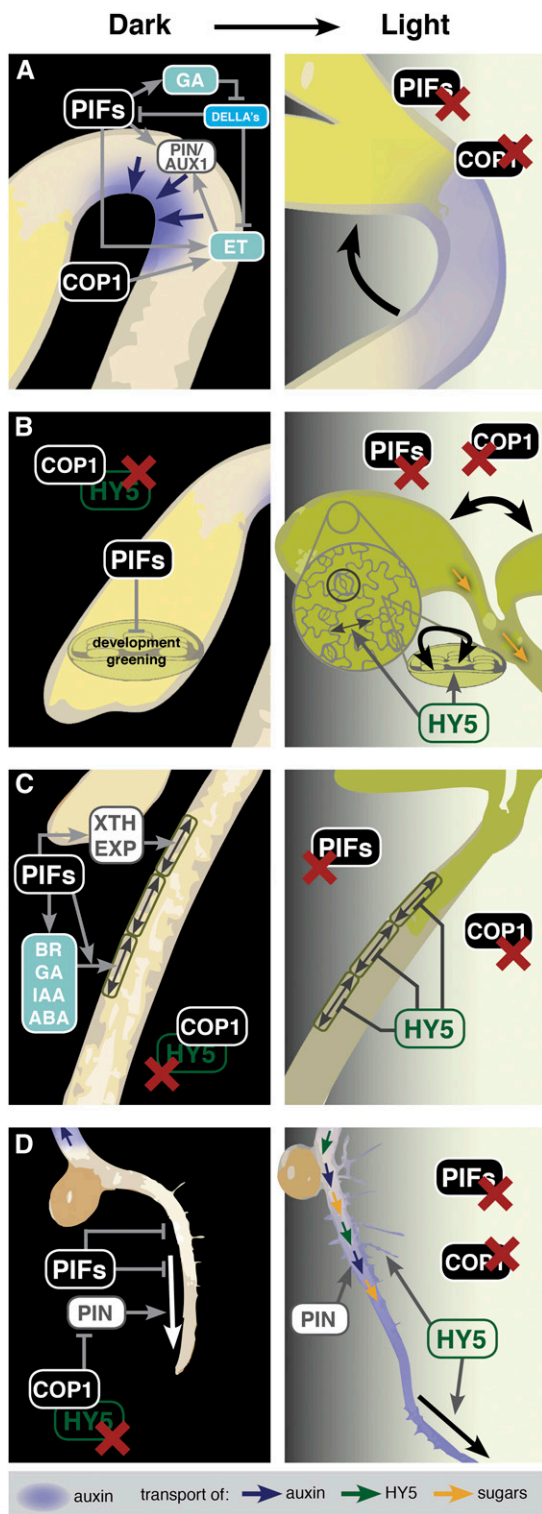 Dark Light
A
GA
PIFs
DELLA's
PIN/
AUX1
ET
COP1
PIFs
COP1
B
COP1
HY5
PIFs
development
greening
PIFs
COP1
HY5
C
XTH
EXP
PIFs
BR
GA
IAA
ABA
COP1
HY5
PIFs
COP1
HY5
D
PIFs
PIN
COP1
HY5
PIFs
COP1
PIN
HY5
auxin transport of: auxin HY5 sugars